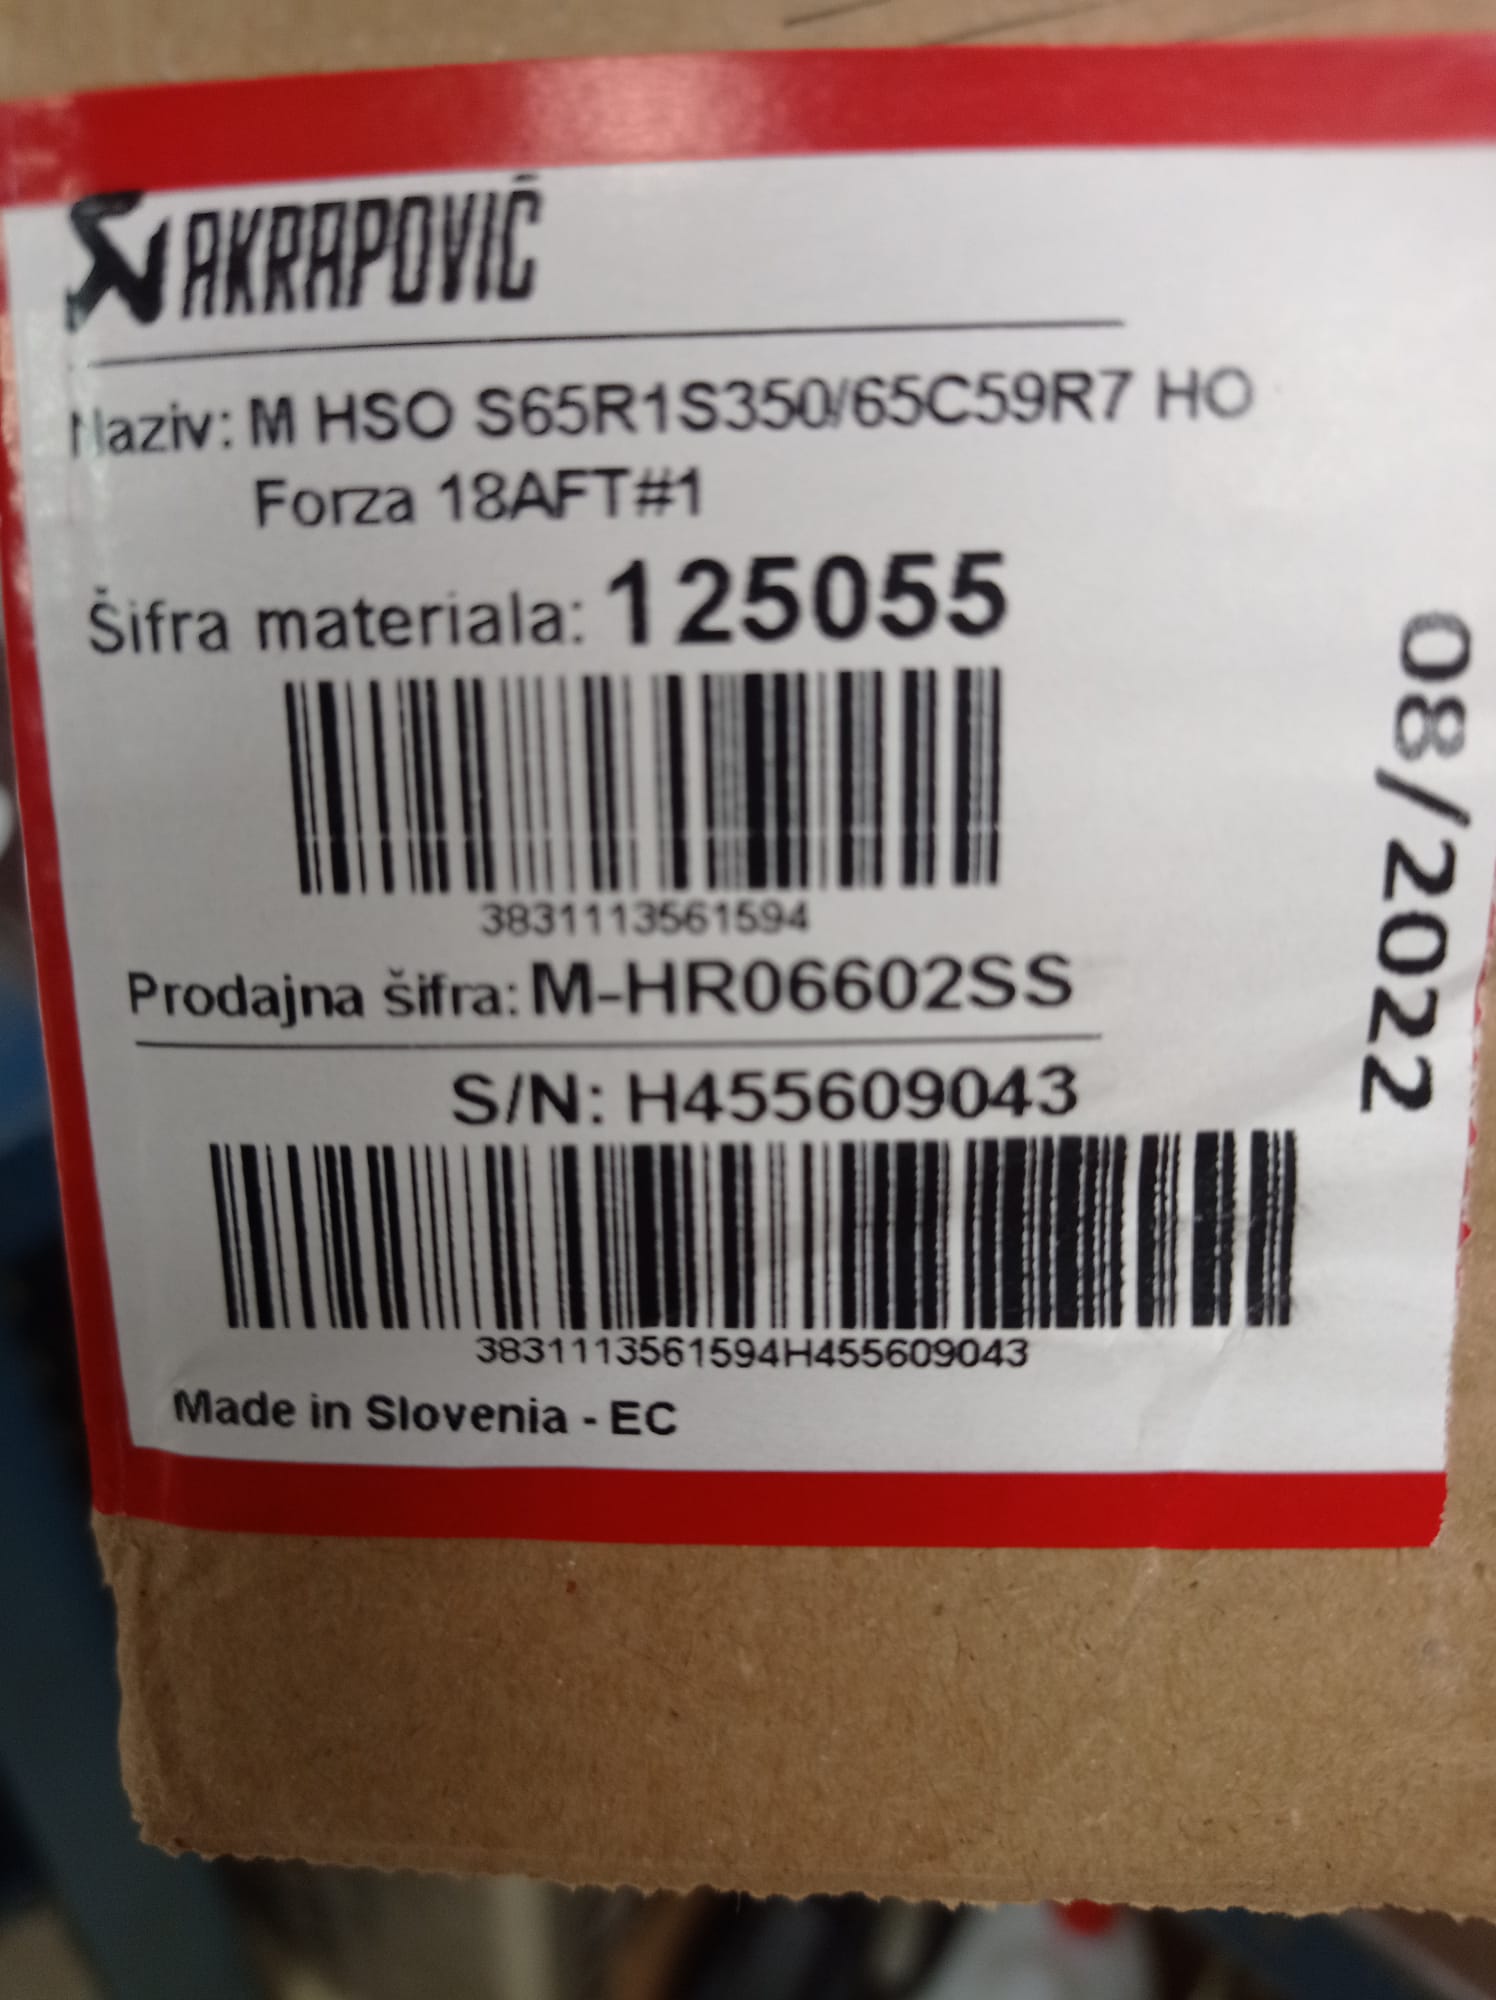 AKRAPOVIČ
Naziv: M HSO S65R1S350/65C59R7 HO
Forza 18AFT#1
Šifra materiala: 125055
3831113561594
Prodajna šifra: M-HR06602SS
S/N: H455609043
3831113561594H455609043
Made in Slovenia - EC
08/2022